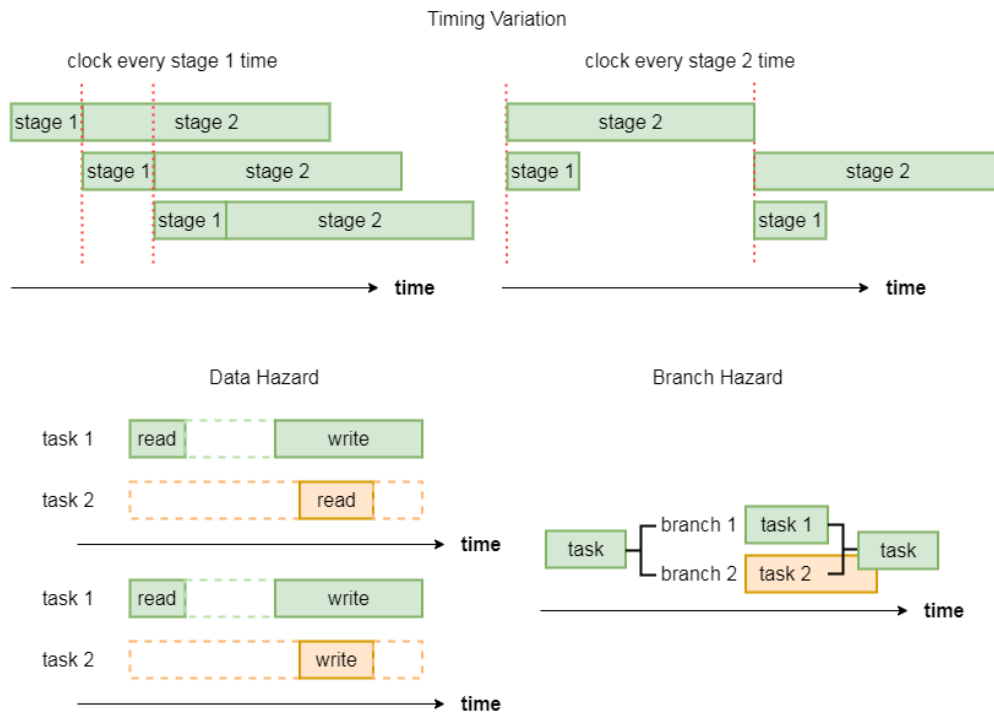 Timing Variation
clock every stage 1 time
clock every stage 2 time
stage 1
stage 2
stage 1
stage 2
stage 1
stage 2
stage 2
stage 1
stage 2
stage 1
time
time
Data Hazard
task 1
read
write
task 2
read
time
task 1
read
write
task 2
write
time
Branch Hazard
task
branch 1
task 1
branch 2
task 2
task
time